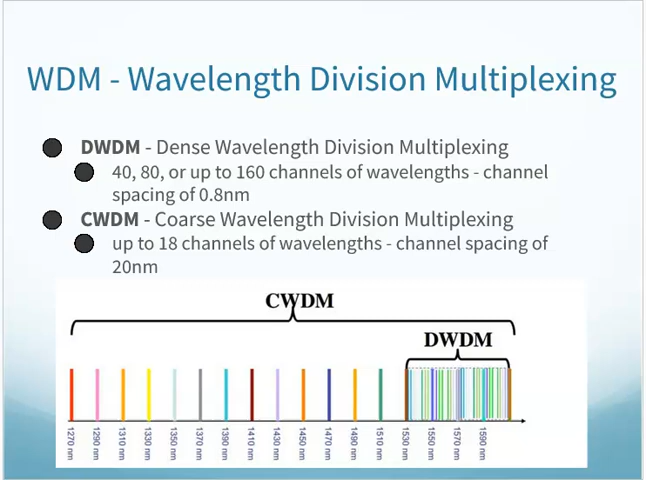 WDM - Wavelength Division Multiplexing
DWDM - Dense Wavelength Division Multiplexing
40, 80, or up to 160 channels of wavelengths - channel
spacing of 0.8nm
CWDM - Coarse Wavelength Division Multiplexing
up to 18 channels of wavelengths - channel spacing of
20nm
CWDM
DWDM
1270 nm
1290 nm
1310 nm
1330 nm
1350 nm
1370 nm
1390 nm
1410 nm
1430 nm
1450 nm
1470 nm
1490 nm
1510 nm
1530 nm
1550 nm
1570 nm
1590 nm